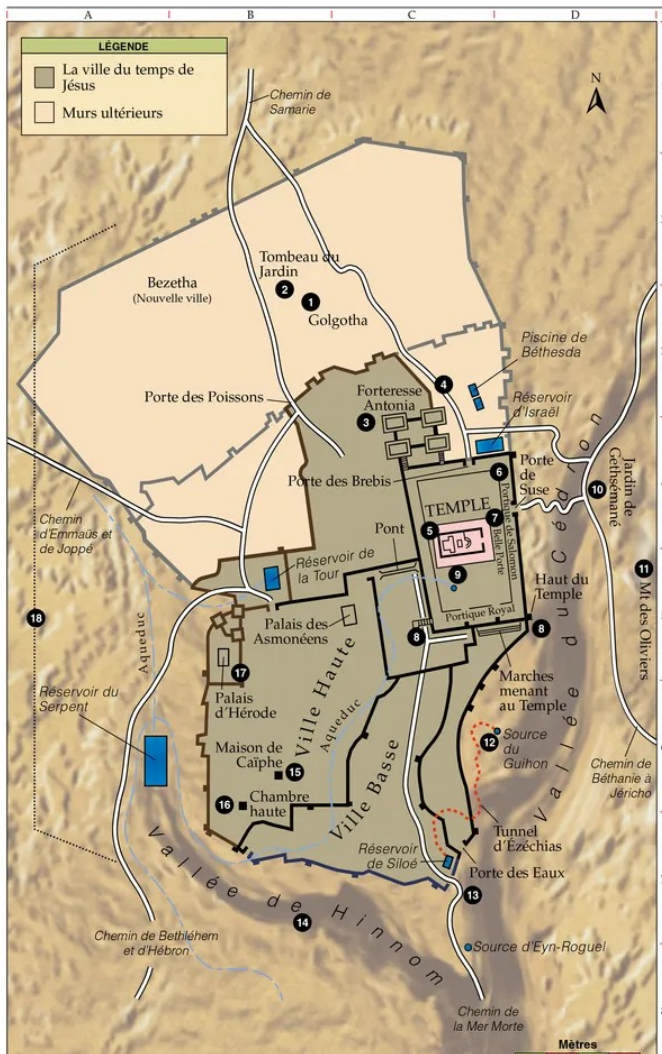 A
B
C
D
LÉGENDE
La ville du temps de
Jésus
Murs ultérieurs
N
Chemin de
Samarie
Tombeau du
Jardin
2
1
Golgotha
Bezetha
(Nouvelle ville)
Piscine de
Béthesda
4
Réservoir
d'Israël
Forteresse
Antonia
3
Porte des Poissons
Porte des Brebis
6
Porte
de
Suse
Jardin de
Gethsémané
10
TEMPLE
7
5
Portique de Salomon
Belle Porte
9
Portique Royal
Pont
Chemin
d'Emmaüs et
de Joppé
Réservoir de
la Tour
Haut du
Temple
8
8
11
Mt des Oliviers
18
Aqueduc
Palais des
Asmonéens
17
Palais
d'Hérode
Ville Haute
Aqueduc
Marches
menant
au Temple
Réservoir du
Serpent
Source
du
Guihon
12
Maison de
Caïphe
15
16
Chambre
haute
Ville Basse
Vallée du Cédron
Chemin de
Béthanie à
Jéricho
Tunnel
d'Ézéchias
Réservoir
de Siloé
Porte des Eaux
13
Vallée de Hinnom
14
Chemin de Bethléhem
et d'Hébron
Source d'Eyn-Roguel
Chemin de
la Mer Morte
Mètres